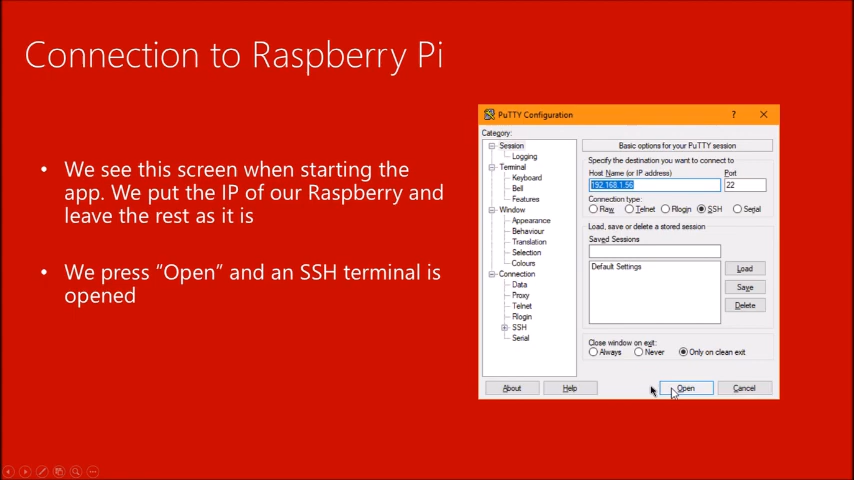 Connection to Raspberry Pi
• We see this screen when starting the
app. We put the IP of our Raspberry and
leave the rest as it is
• We press “Open” and an SSH terminal is
opened
PuTTY Configuration
?
Category:
Session
Logging
Terminal
Keyboard
Bell
Features
Window
Appearance
Behaviour
Translation
Selection
Colours
Connection
Data
Proxy
Telnet
Rlogin
SSH
Serial
Basic options for your PuTTY session
Specify the destination you want to connect to
Host Name (or IP address) Port
192.168.1.56 22
Connection type:
Raw Telnet Rlogin SSH Serial
Load, save or delete a stored session
Saved Sessions
Default Settings
Load
Save
Delete
Close window on exit:
Always Never Only on clean exit
About Help Open Cancel